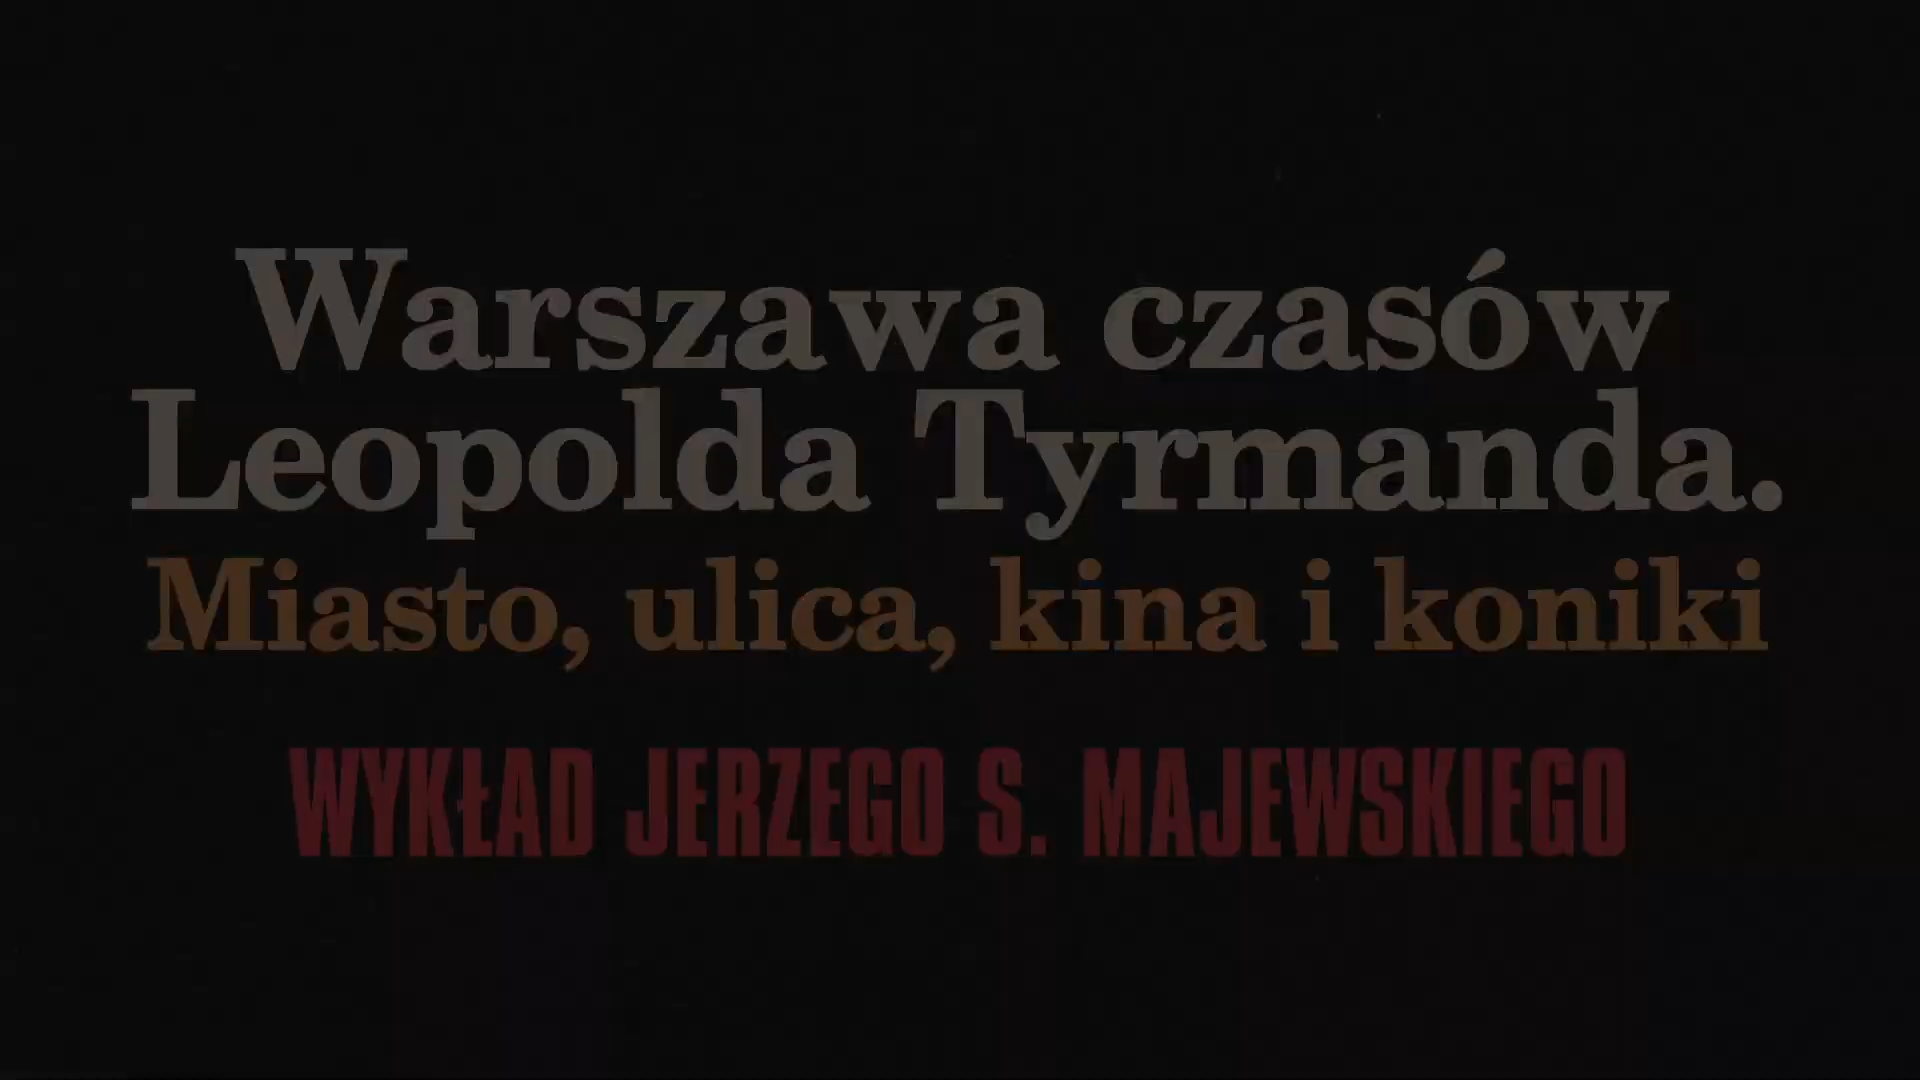 Warszawa czasów
Leopolda Tyrmanda.
Miasto, ulica, kina i koniki
WYKŁAD JERZEGO S. MAJEWSKIEGO